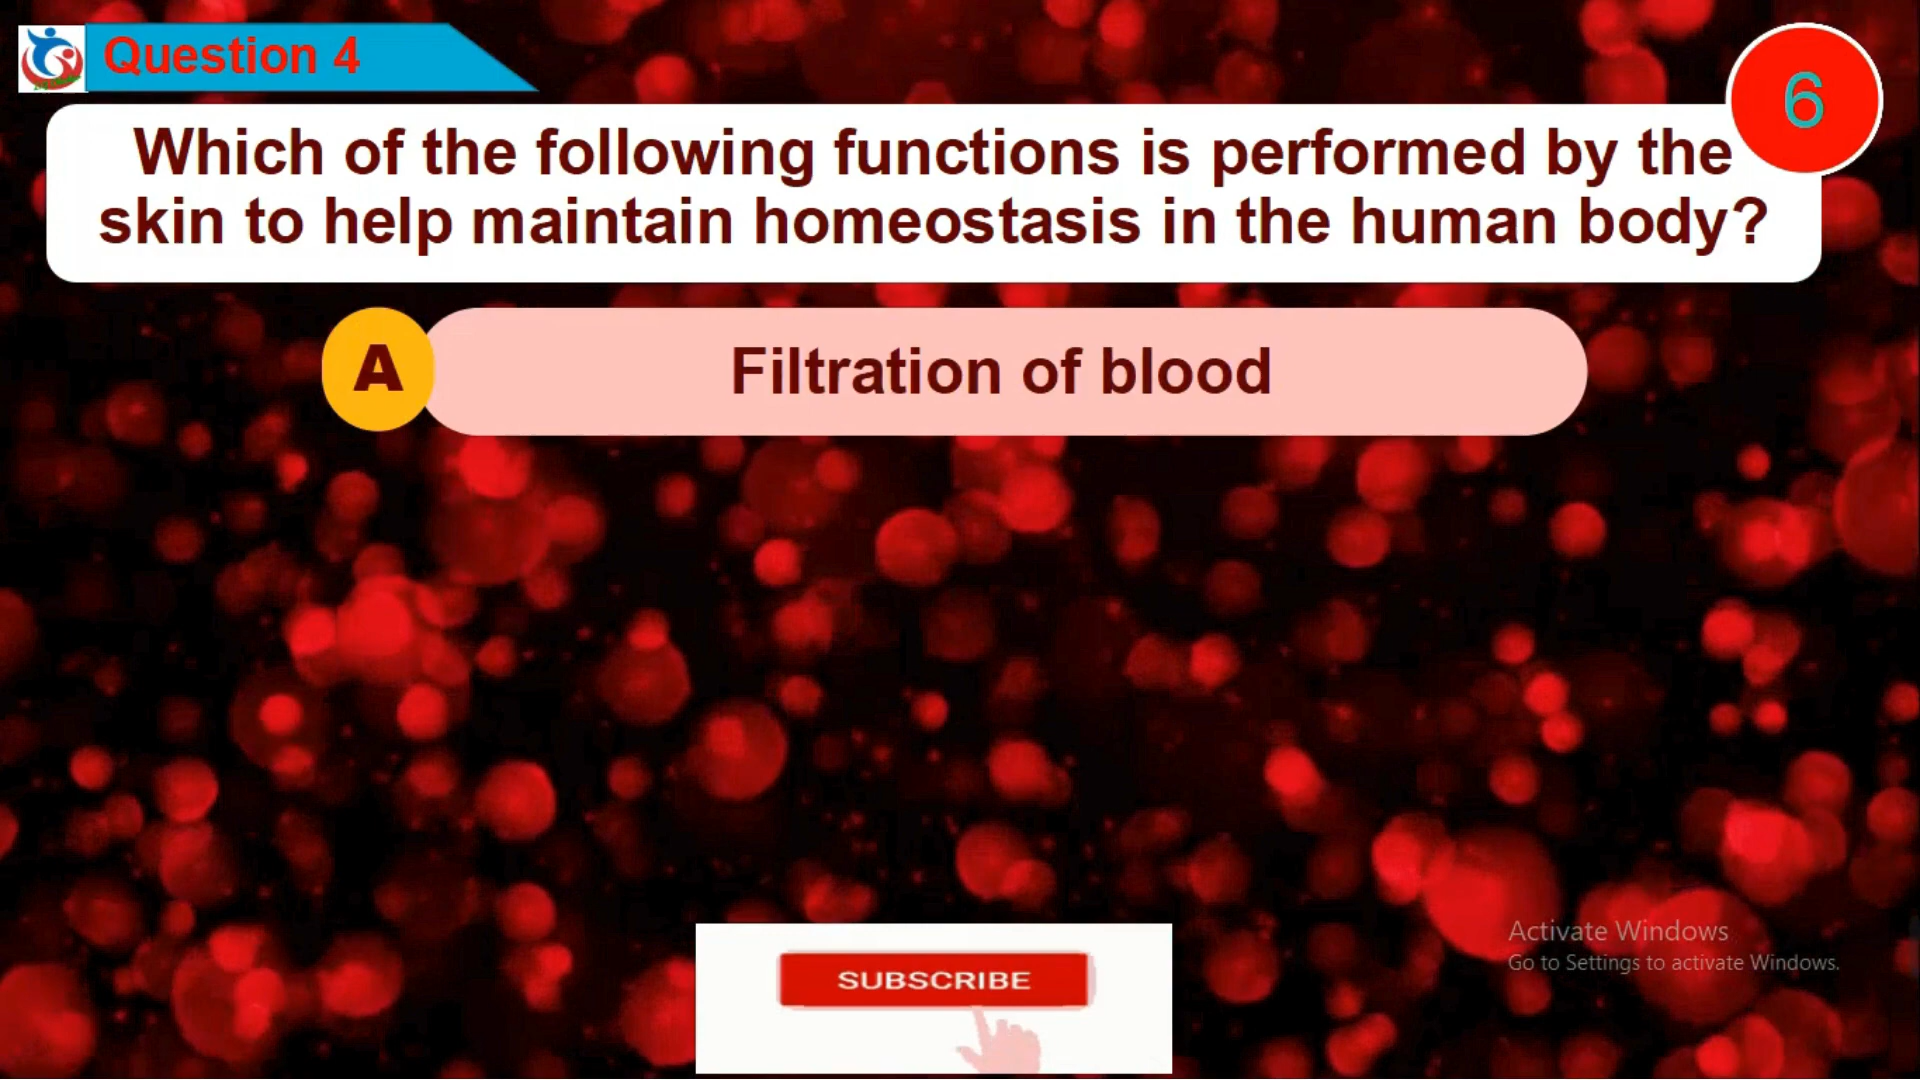 Question 4
6
Which of the following functions is performed by the
skin to help maintain homeostasis in the human body?
A
Filtration of blood
SUBSCRIBE
Activate Windows
Go to Settings to activate Windows.